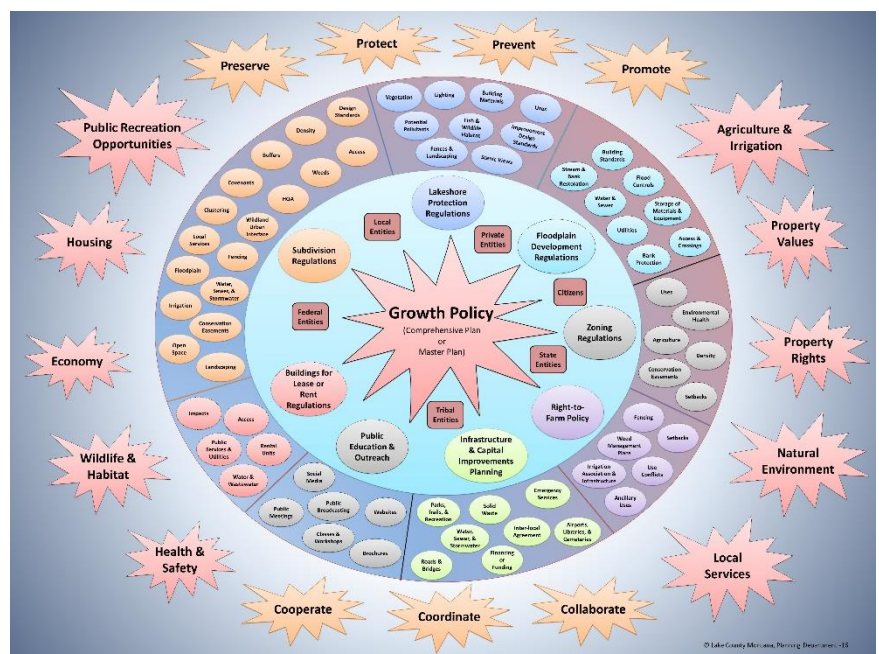 Protect
Prevent
Preserve
Promote
Public Recreation
Opportunities
Agriculture &
Irrigation
Housing
Property
Values
Economy
Property
Rights
Wildlife &
Habitat
Natural
Environment
Health &
Safety
Local
Services
Cooperate
Coordinate
Collaborate
Design
Standards
Density
Access
Buffers
Weeds
Covenants
HOA
Clustering
Wildland
Urban
Interface
Local
Services
Fencing
Floodplain
Water,
Sewer, &
Stormwater
Irrigation
Conservation
Easements
Open
Space
Landscaping
Vegetation
Lighting
Building
Materials
Uses
Potential
Pollutants
Fish &
Wildlife
Habitat
Improvement
Design
Standards
Fences &
Landscaping
Scenic Views
Building
Standards
Stream &
Bank
Restoration
Flood
Controls
Water &
Sewer
Storage of
Materials &
Equipment
Utilities
Access &
Crossings
Bank
Protection
Uses
Environmental
Health
Agriculture
Density
Conservation
Easements
Setbacks
Fencing
Weed
Management
Plans
Setbacks
Irrigation
Association &
Infrastructure
Use
Conflicts
Ancillary
Uses
Emergency
Services
Parks,
Trails, &
Recreation
Solid
Waste
Water,
Sewer, &
Stormwater
Inter-local
Agreement
Airports,
Libraries, &
Cemeteries
Roads &
Bridges
Financing
or
Funding
Social
Media
Public
Meetings
Public
Broadcasting
Websites
Classes &
Workshops
Brochures
Impacts
Access
Public
Services &
Utilities
Rental
Units
Water &
Wastewater
Lakeshore
Protection
Regulations
Local
Entities
Private
Entities
Subdivision
Regulations
Floodplain
Development
Regulations
Federal
Entities
Citizens
Growth Policy
(Comprehensive Plan
or
Master Plan)
Zoning
Regulations
State
Entities
Buildings for
Lease or
Rent
Regulations
Tribal
Entities
Right-to-
Farm Policy
Public
Education &
Outreach
Infrastructure
& Capital
Improvements
Planning
© Lake County Montana, Planning Department